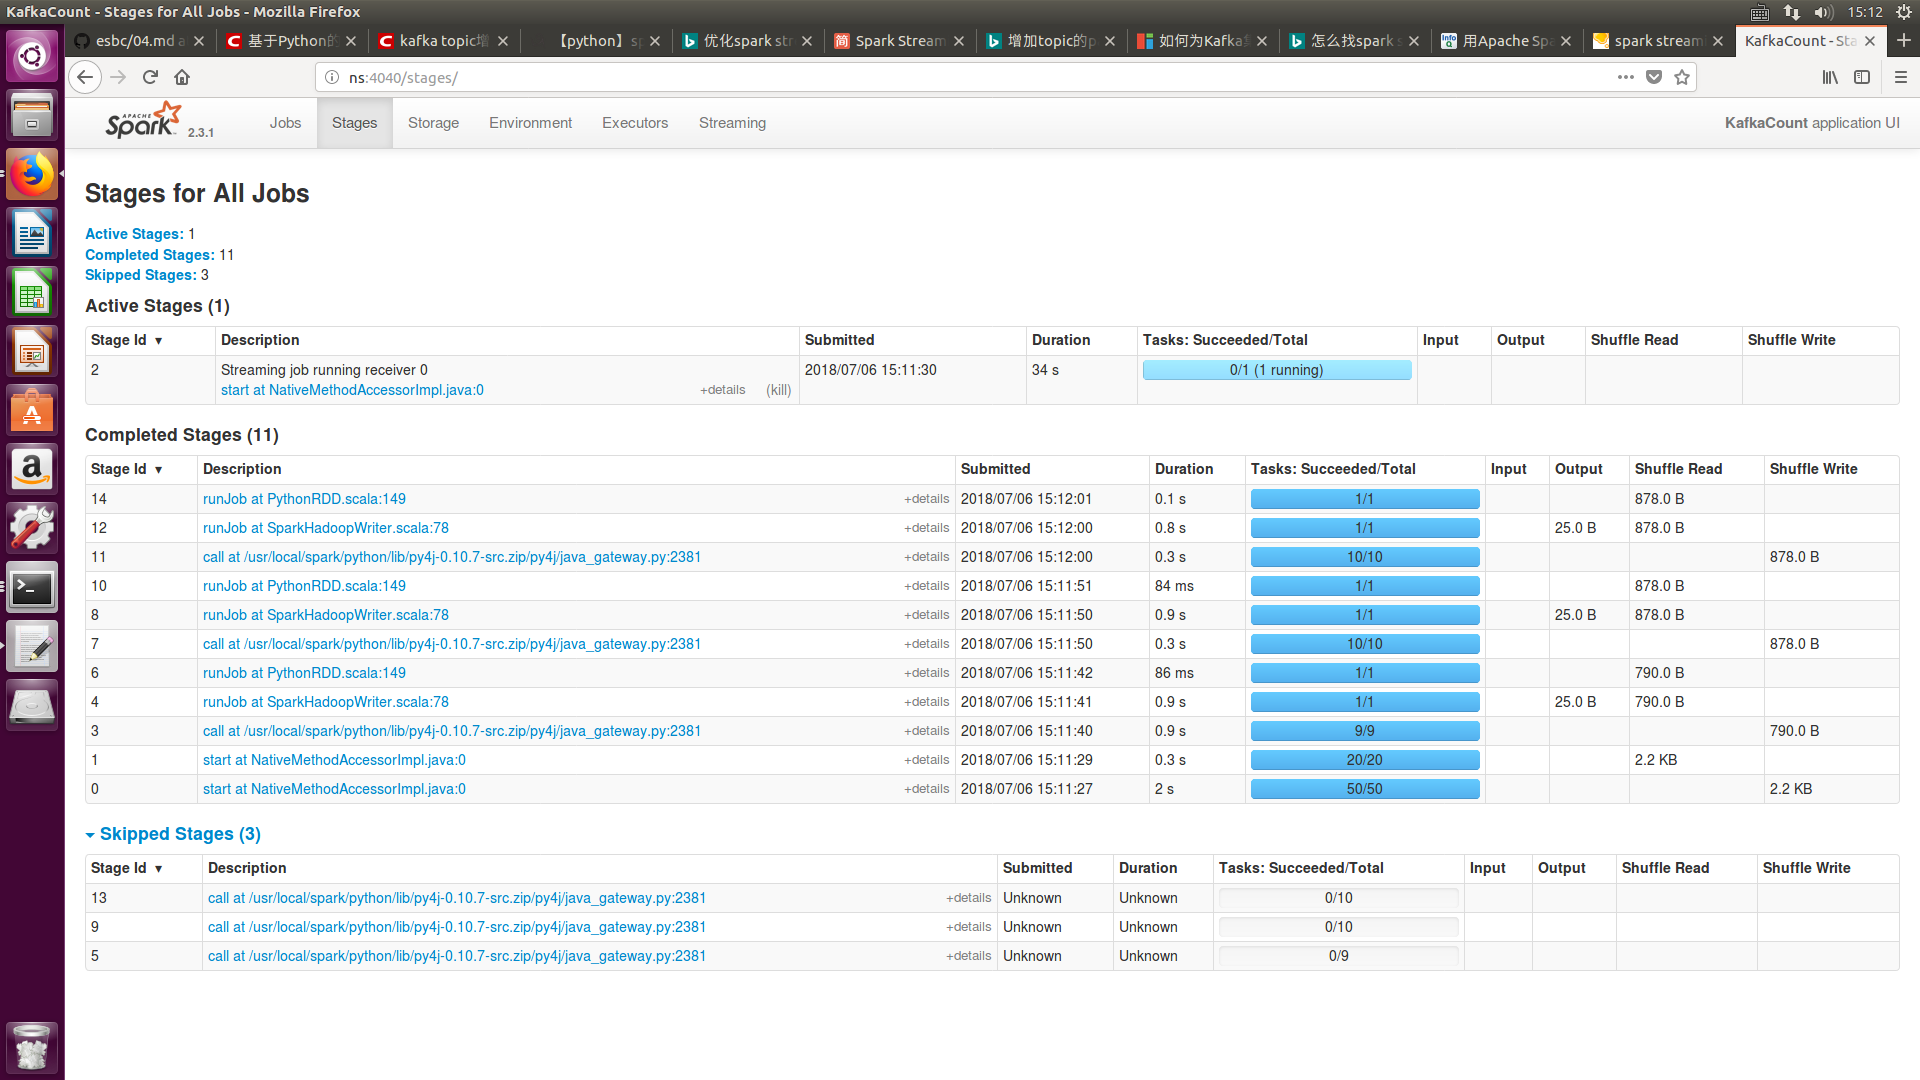 KafkaCount - Stages for All Jobs - Mozilla Firefox
15:12
esbc/04.md a
基于Python的
kafka topic增
【python】sp
优化spark str
Spark Stream
增加topic的p
如何为Kafka集
怎么找spark s
用Apache Spa
spark stream
KafkaCount - Sta
ns:4040/stages/
APACHE Spark 2.3.1
Jobs
Stages
Storage
Environment
Executors
Streaming
KafkaCount application UI
Stages for All Jobs
Active Stages: 1
Completed Stages: 11
Skipped Stages: 3
Active Stages (1)
Stage Id ▾ Description Submitted Duration Tasks: Succeeded/Total Input Output Shuffle Read Shuffle Write
2 Streaming job running receiver 0 2018/07/06 15:11:30 34 s 0/1 (1 running)
start at NativeMethodAccessorImpl.java:0 +details (kill)
Completed Stages (11)
Stage Id ▾ Description Submitted Duration Tasks: Succeeded/Total Input Output Shuffle Read Shuffle Write
14 runJob at PythonRDD.scala:149 +details 2018/07/06 15:12:01 0.1 s 1/1 878.0 B
12 runJob at SparkHadoopWriter.scala:78 +details 2018/07/06 15:12:00 0.8 s 1/1 25.0 B 878.0 B
11 call at /usr/local/spark/python/lib/py4j-0.10.7-src.zip/py4j/java_gateway.py:2381 +details 2018/07/06 15:12:00 0.3 s 10/10 878.0 B
10 runJob at PythonRDD.scala:149 +details 2018/07/06 15:11:51 84 ms 1/1 878.0 B
8 runJob at SparkHadoopWriter.scala:78 +details 2018/07/06 15:11:50 0.9 s 1/1 25.0 B 878.0 B
7 call at /usr/local/spark/python/lib/py4j-0.10.7-src.zip/py4j/java_gateway.py:2381 +details 2018/07/06 15:11:50 0.3 s 10/10 878.0 B
6 runJob at PythonRDD.scala:149 +details 2018/07/06 15:11:42 86 ms 1/1 790.0 B
4 runJob at SparkHadoopWriter.scala:78 +details 2018/07/06 15:11:41 0.9 s 1/1 25.0 B 790.0 B
3 call at /usr/local/spark/python/lib/py4j-0.10.7-src.zip/py4j/java_gateway.py:2381 +details 2018/07/06 15:11:40 0.9 s 9/9 790.0 B
1 start at NativeMethodAccessorImpl.java:0 +details 2018/07/06 15:11:29 0.3 s 20/20 2.2 KB
0 start at NativeMethodAccessorImpl.java:0 +details 2018/07/06 15:11:27 2 s 50/50 2.2 KB
Skipped Stages (3)
Stage Id ▾ Description Submitted Duration Tasks: Succeeded/Total Input Output Shuffle Read Shuffle Write
13 call at /usr/local/spark/python/lib/py4j-0.10.7-src.zip/py4j/java_gateway.py:2381 +details Unknown Unknown 0/10
9 call at /usr/local/spark/python/lib/py4j-0.10.7-src.zip/py4j/java_gateway.py:2381 +details Unknown Unknown 0/10
5 call at /usr/local/spark/python/lib/py4j-0.10.7-src.zip/py4j/java_gateway.py:2381 +details Unknown Unknown 0/9